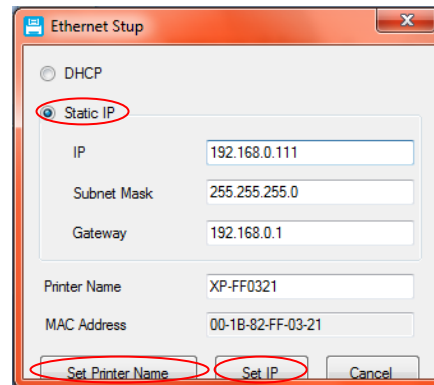 Ethernet Stup
DHCP
Static IP
IP 192.168.0.111
Subnet Mask 255.255.255.0
Gateway 192.168.0.1
Printer Name XP-FF0321
MAC Address 00-1B-82-FF-03-21
Set Printer Name Set IP Cancel